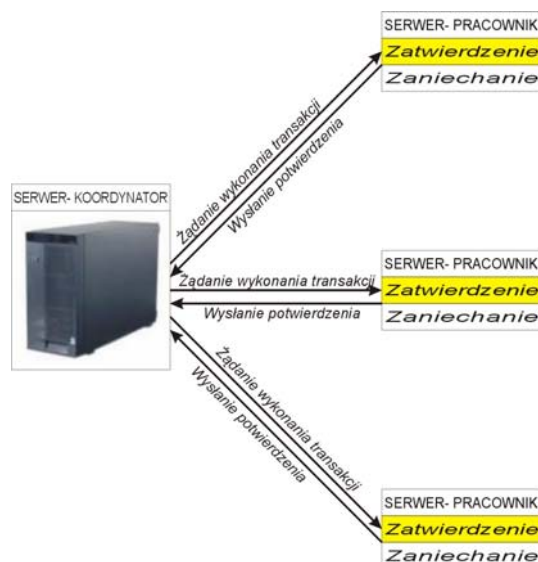 SERWER- PRACOWNIK
Zatwierdzenie
Zaniechanie
Żądanie wykonania transakcji
Wysłanie potwierdzenia
SERWER- KOORDYNATOR
SERWER- PRACOWNIK
Żądanie wykonania transakcji
Zatwierdzenie
Wysłanie potwierdzenia
Zaniechanie
Żądanie wykonania transakcji
Wysłanie potwierdzenia
SERWER- PRACOWNIK
Zatwierdzenie
Zaniechanie